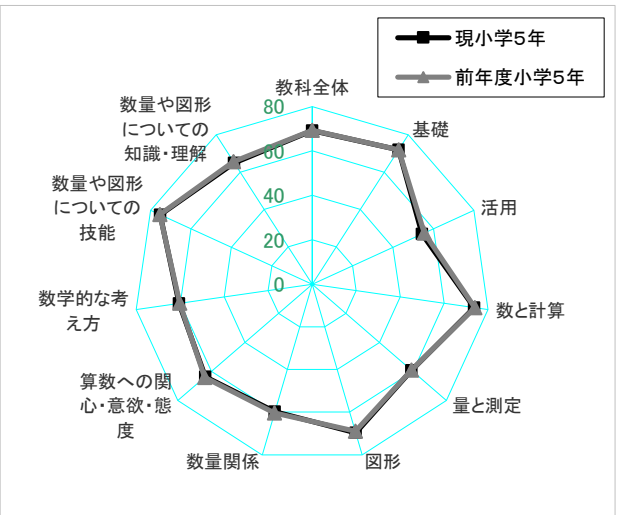 現小学5年
前年度小学5年
教科全体
基礎
活用
数と計算
量と測定
図形
数量関係
算数への関
心・意欲・態
度
数学的な考
え方
数量や図形
についての
技能
数量や図形
についての
知識・理解
80
60
40
20
0